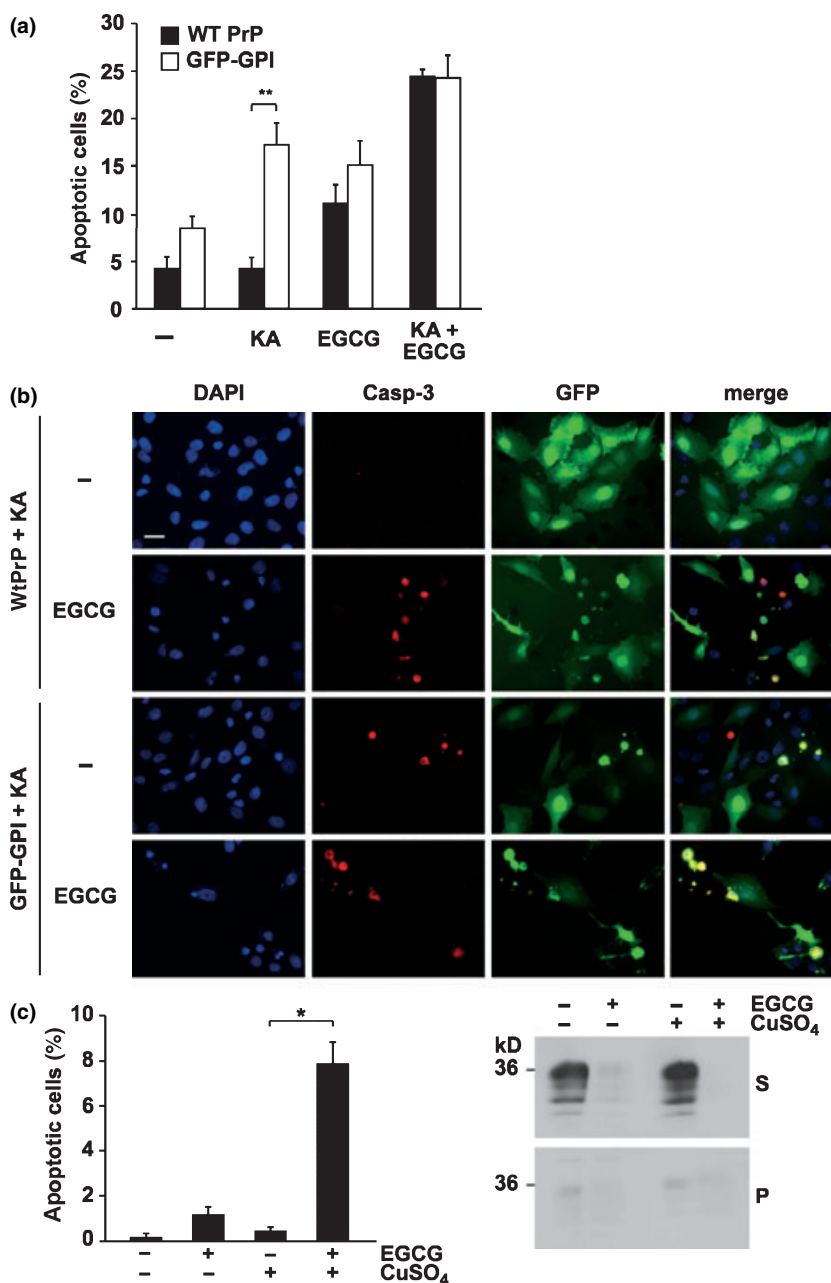 (a)
30
25
20
15
10
5
0
Apoptotic cells (%)
WT PrP
GFP-GPI
**
–
KA
EGCG
KA +
EGCG
(b)
DAPI Casp-3 GFP merge
WtPrP + KA
–
EGCG
GFP-GPI + KA
–
EGCG
(c)
10
8
6
4
2
0
Apoptotic cells (%)
*
– + – + EGCG
– – + + CuSO4
– + – + EGCG
– – + + CuSO4
kD
36
S
36
P